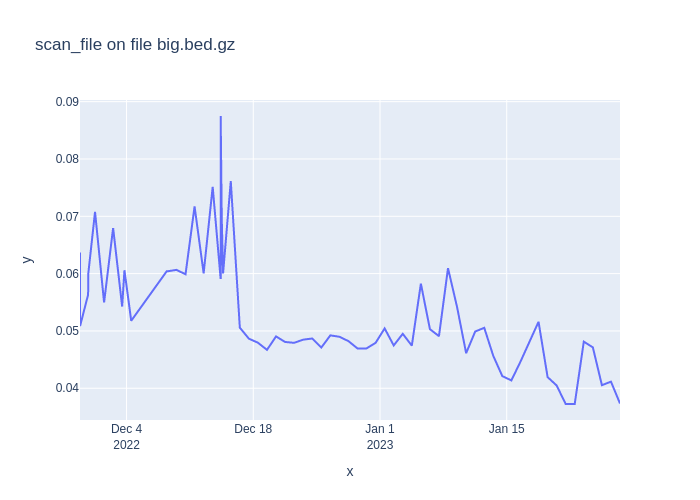 scan_file on file big.bed.gz
0.09
0.08
0.07
0.06
0.05
0.04
y
Dec 4
2022
Dec 18
Jan 1
2023
Jan 15
x